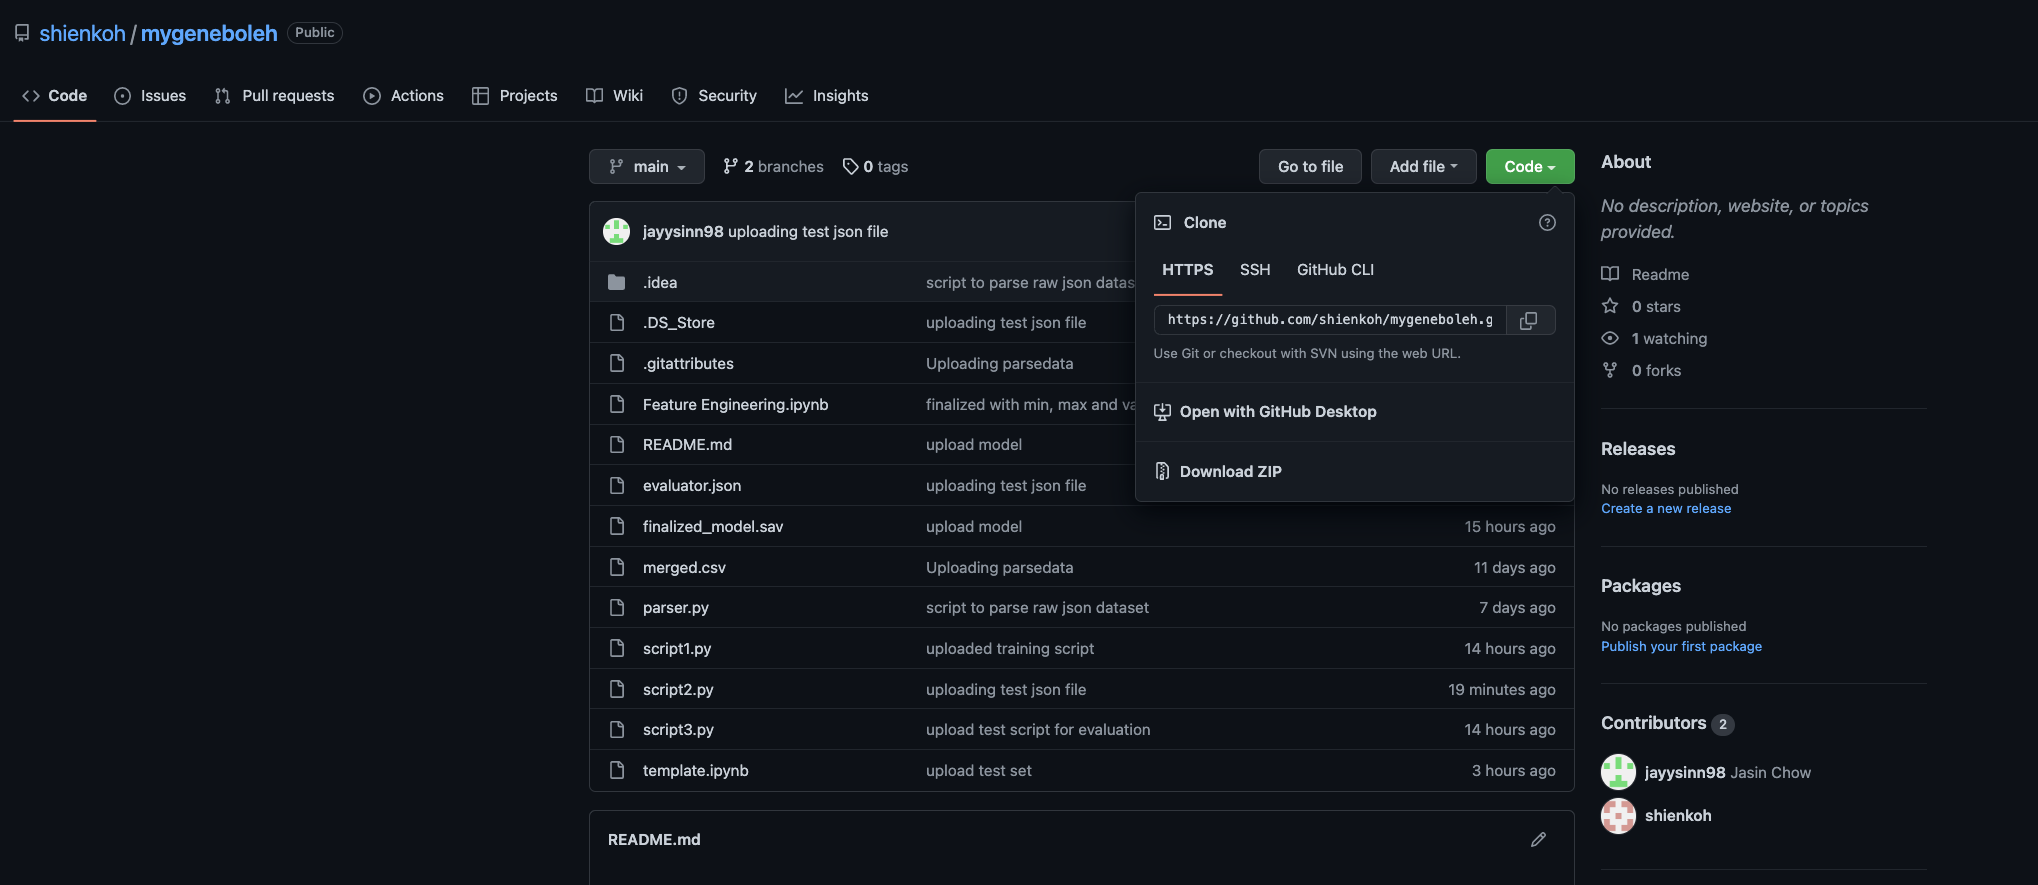 shienkoh / mygeneboleh Public
Code Issues Pull requests Actions Projects Wiki Security Insights
main 2 branches 0 tags Go to file Add file Code
jayysinn98 uploading test json file
.idea script to parse raw json datas
.DS_Store uploading test json file
.gitattributes Uploading parsedata
Feature Engineering.ipynb finalized with min, max and va
README.md upload model
evaluator.json uploading test json file
finalized_model.sav upload model 15 hours ago
merged.csv Uploading parsedata 11 days ago
parser.py script to parse raw json dataset 7 days ago
script1.py uploaded training script 14 hours ago
script2.py uploading test json file 19 minutes ago
script3.py upload test script for evaluation 14 hours ago
template.ipynb upload test set 3 hours ago
README.md
Clone
HTTPS SSH GitHub CLI
https://github.com/shienkoh/mygeneboleh.g
Use Git or checkout with SVN using the web URL.
Open with GitHub Desktop
Download ZIP
About
No description, website, or topics
provided.
Readme
0 stars
1 watching
0 forks
Releases
No releases published
Create a new release
Packages
No packages published
Publish your first package
Contributors 2
jayysinn98 Jasin Chow
shienkoh